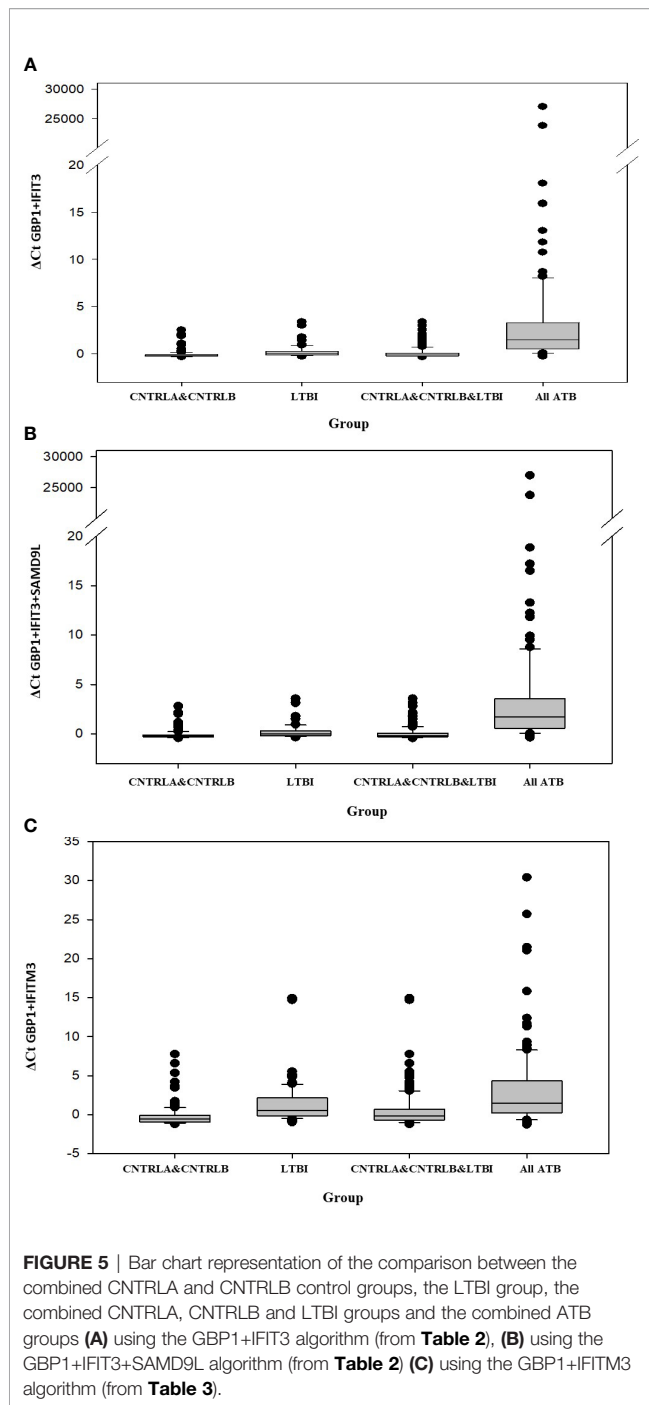 A
30000
25000
20
15
10
5
0
ΔCt GBP1+IFIT3
CNTRLA&CNTRLB LTBI CNTRLA&CNTRLB&LTBI All ATB
Group
B
30000
25000
20
15
10
5
0
ΔCt GBP1+IFIT3+SAMD9L
CNTRLA&CNTRLB LTBI CNTRLA&CNTRLB&LTBI All ATB
Group
C
35
30
25
20
15
10
5
0
-5
ΔCt GBP1+IFITM3
CNTRLA&CNTRLB LTBI CNTRLA&CNTRLB&LTBI All ATB
Group
FIGURE 5 | Bar chart representation of the comparison between the
combined CNTRLA and CNTRLB control groups, the LTBI group, the
combined CNTRLA, CNTRLB and LTBI groups and the combined ATB
groups (A) using the GBP1+IFIT3 algorithm (from Table 2), (B) using the
GBP1+IFIT3+SAMD9L algorithm (from Table 2) (C) using the GBP1+IFITM3
algorithm (from Table 3).